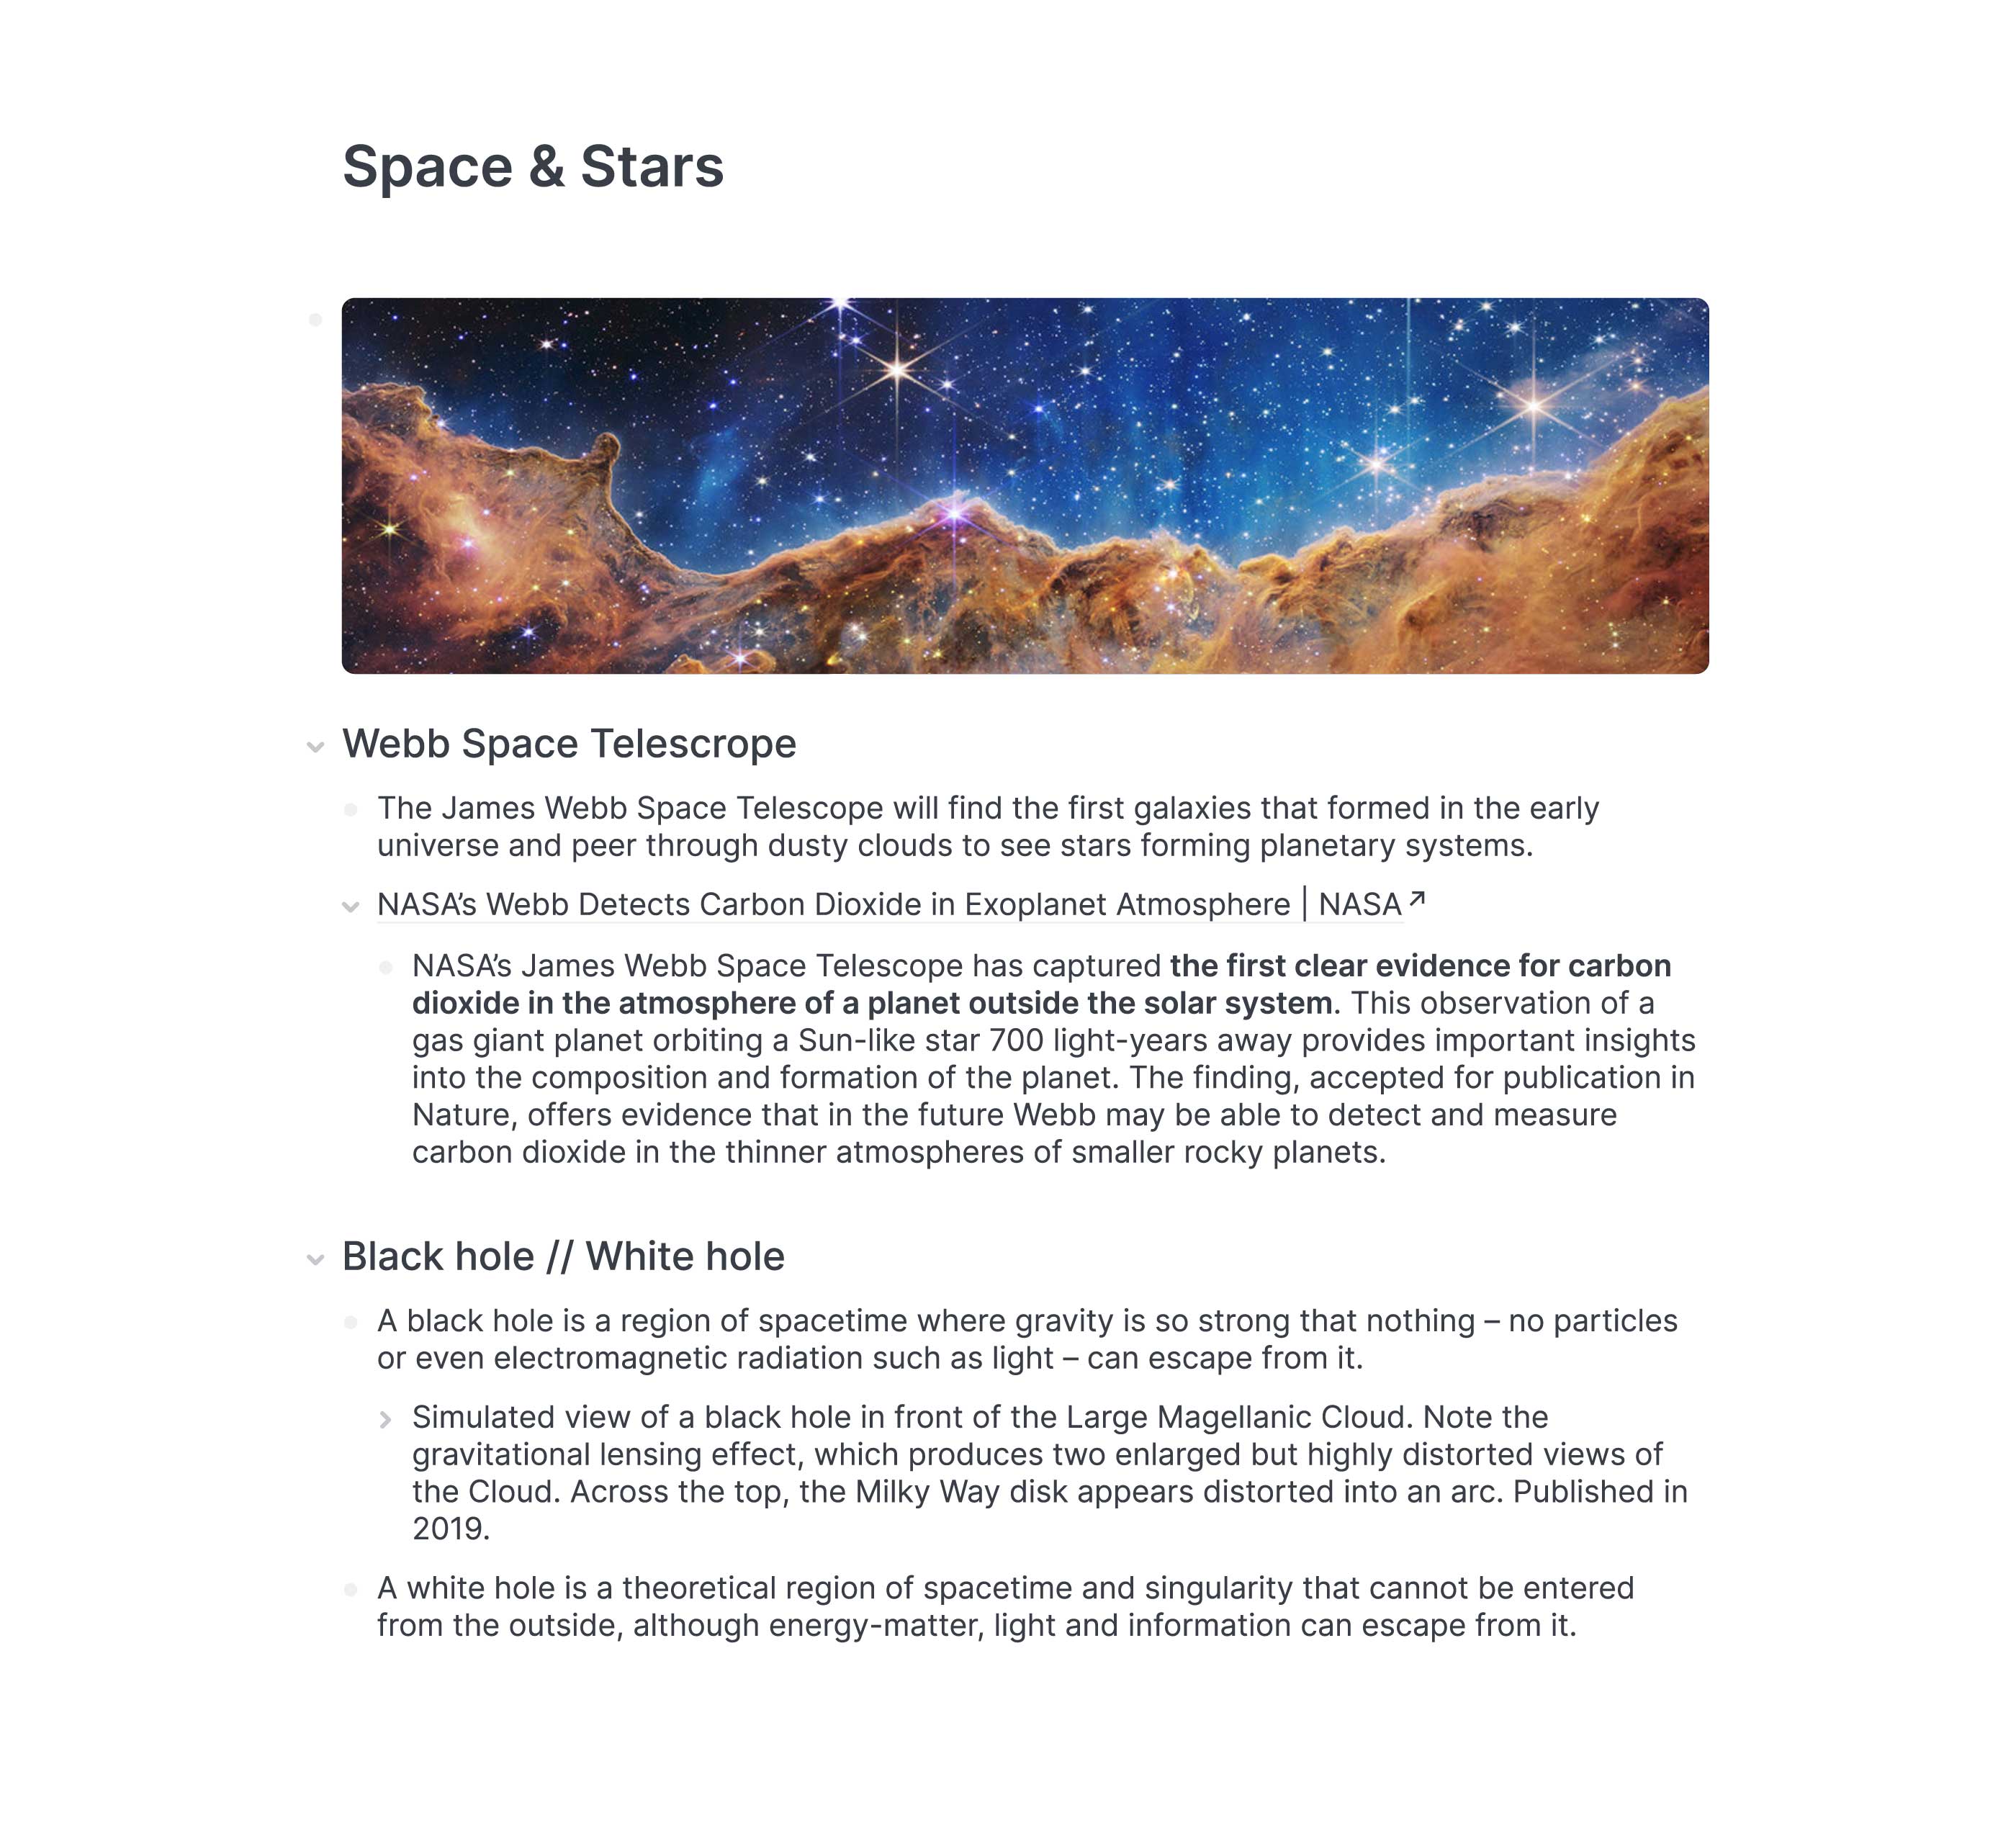 Space & Stars
Webb Space Telescrope
The James Webb Space Telescope will find the first galaxies that formed in the early
universe and peer through dusty clouds to see stars forming planetary systems.
NASA’s Webb Detects Carbon Dioxide in Exoplanet Atmosphere | NASA↗
NASA’s James Webb Space Telescope has captured the first clear evidence for carbon
dioxide in the atmosphere of a planet outside the solar system. This observation of a
gas giant planet orbiting a Sun-like star 700 light-years away provides important insights
into the composition and formation of the planet. The finding, accepted for publication in
Nature, offers evidence that in the future Webb may be able to detect and measure
carbon dioxide in the thinner atmospheres of smaller rocky planets.
Black hole // White hole
A black hole is a region of spacetime where gravity is so strong that nothing – no particles
or even electromagnetic radiation such as light – can escape from it.
Simulated view of a black hole in front of the Large Magellanic Cloud. Note the
gravitational lensing effect, which produces two enlarged but highly distorted views of
the Cloud. Across the top, the Milky Way disk appears distorted into an arc. Published in
2019.
A white hole is a theoretical region of spacetime and singularity that cannot be entered
from the outside, although energy-matter, light and information can escape from it.